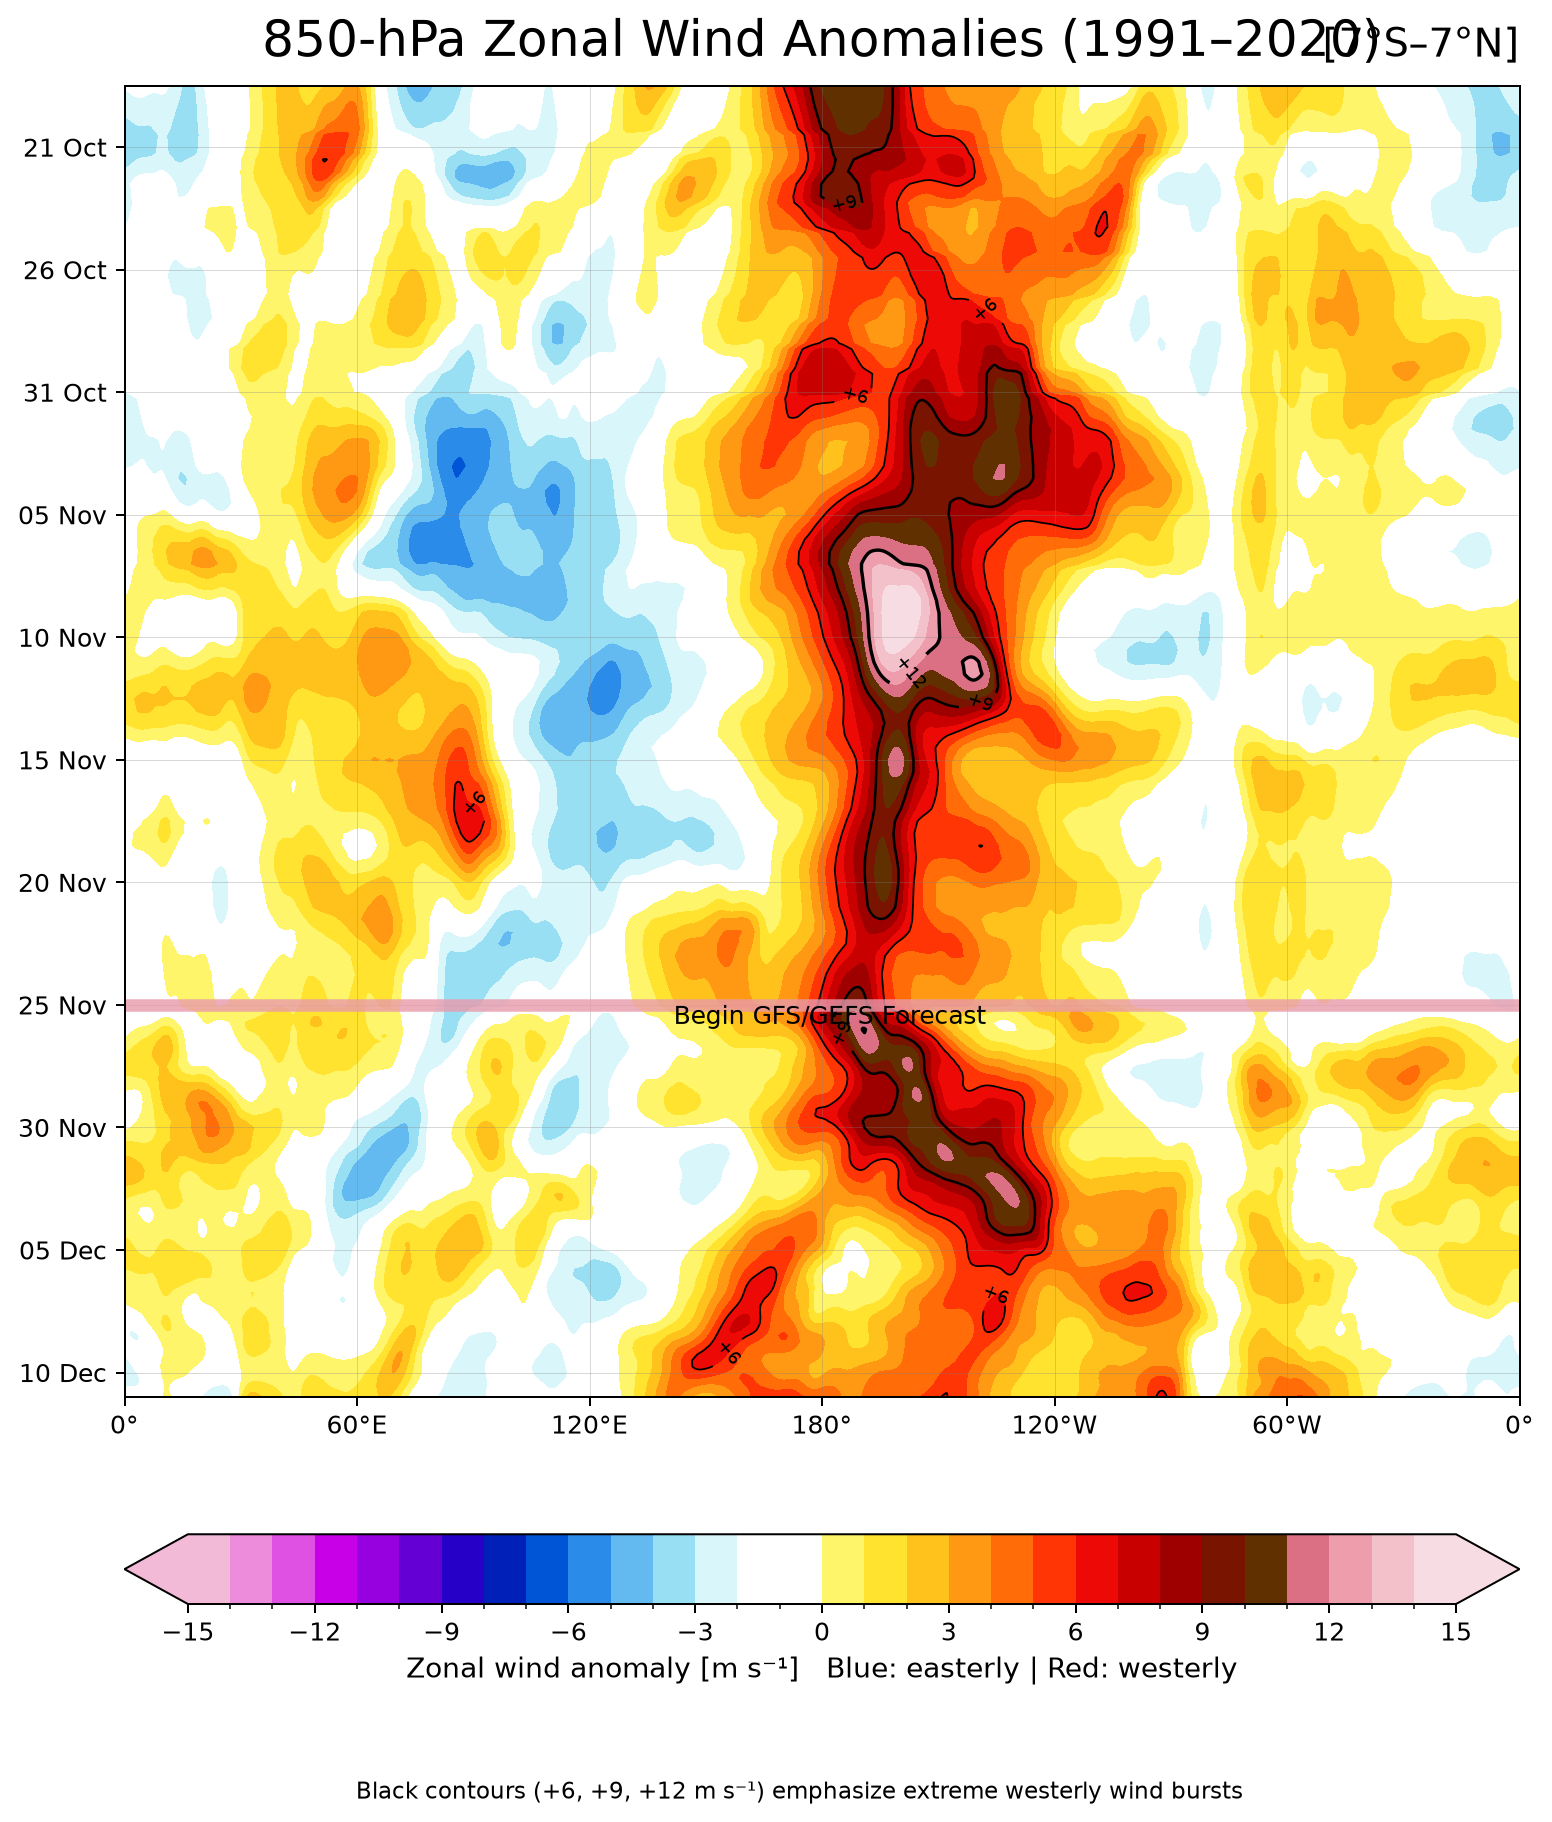 850-hPa Zonal Wind Anomalies (1991–2020) [7°S–7°N]
21 Oct
26 Oct
31 Oct
05 Nov
10 Nov
15 Nov
20 Nov
25 Nov
30 Nov
05 Dec
10 Dec
+9
+6
+6
+12
+9
+6
Begin GFS/GEFS Forecast
+9
+6
+6
0° 60°E 120°E 180° 120°W 60°W 0°
−15 −12 −9 −6 −3 0 3 6 9 12 15
Zonal wind anomaly [m s⁻¹] Blue: easterly | Red: westerly
Black contours (+6, +9, +12 m s⁻¹) emphasize extreme westerly wind bursts